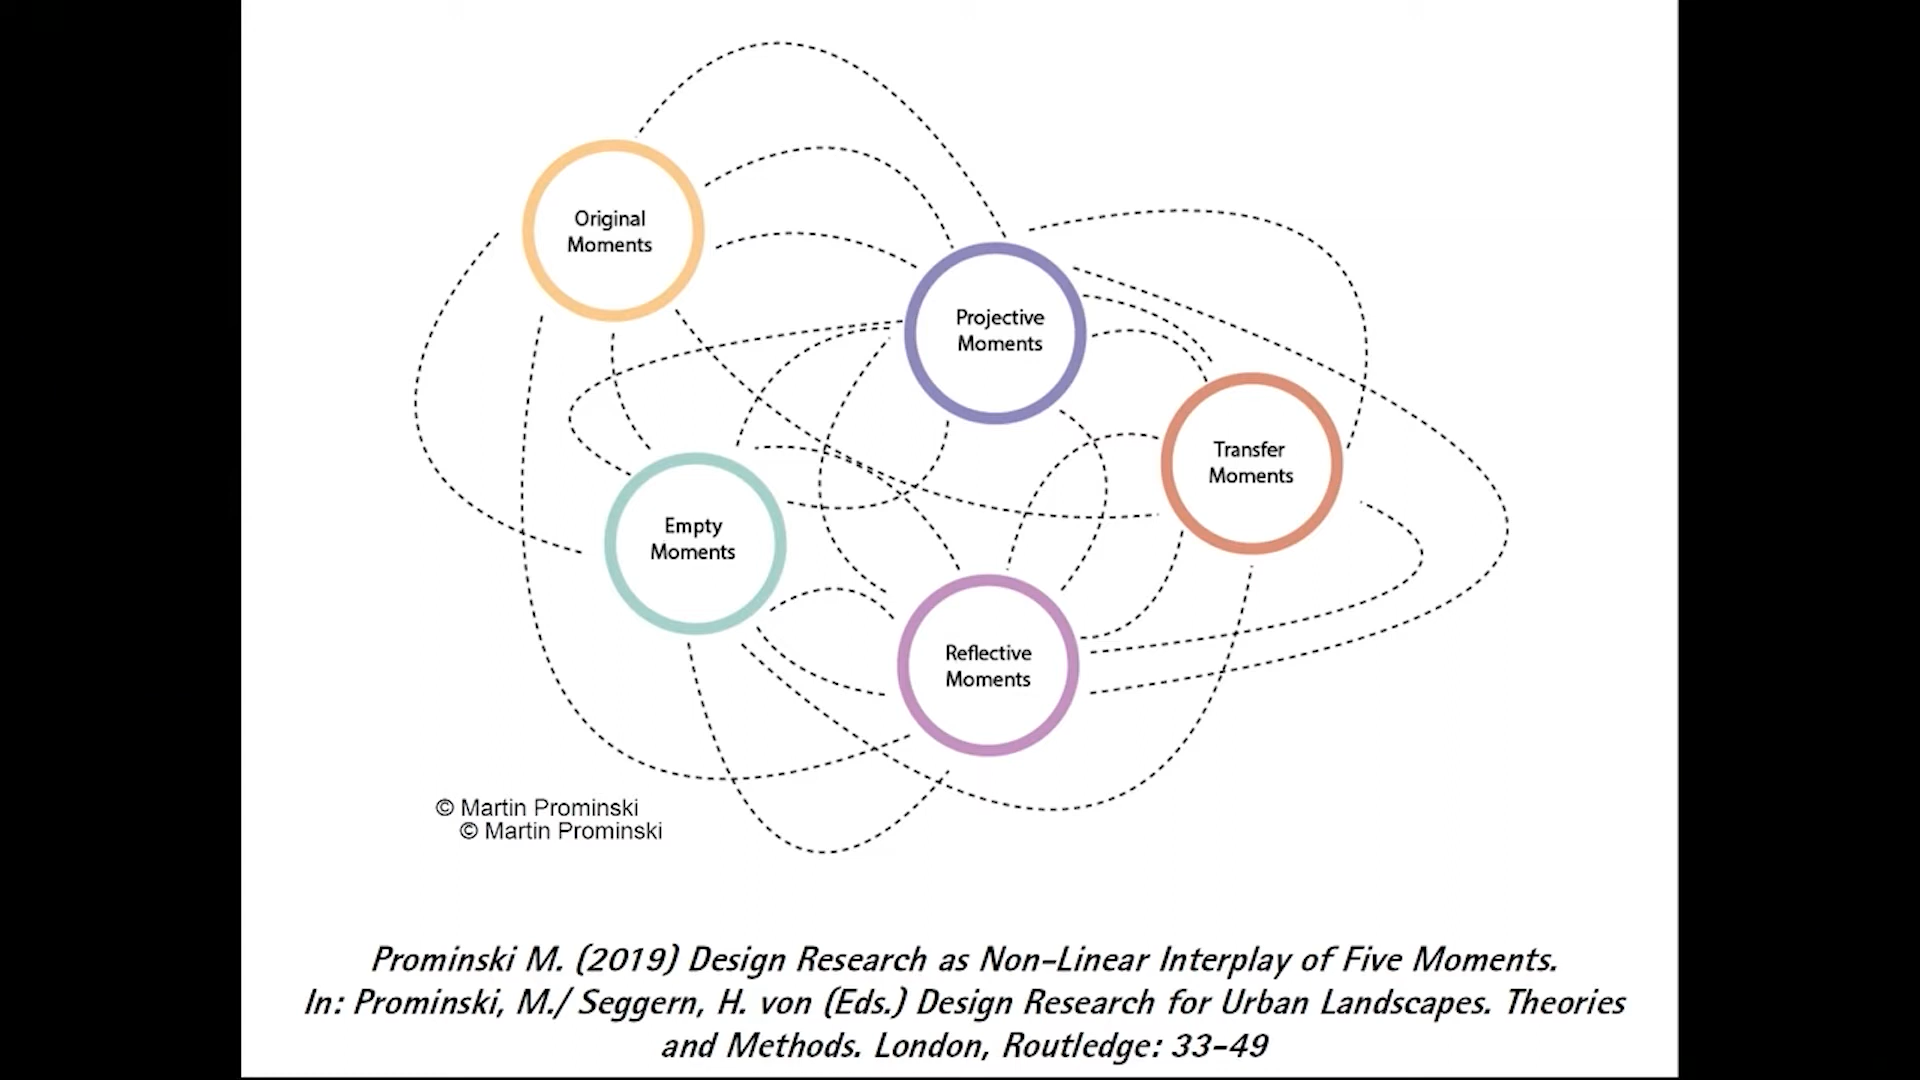 Original
Moments
Projective
Moments
Transfer
Moments
Empty
Moments
Reflective
Moments
© Martin Prominski
© Martin Prominski
Prominski M. (2019) Design Research as Non-Linear Interplay of Five Moments.
In: Prominski, M./ Seggern, H. von (Eds.) Design Research for Urban Landscapes. Theories
and Methods. London, Routledge: 33-49